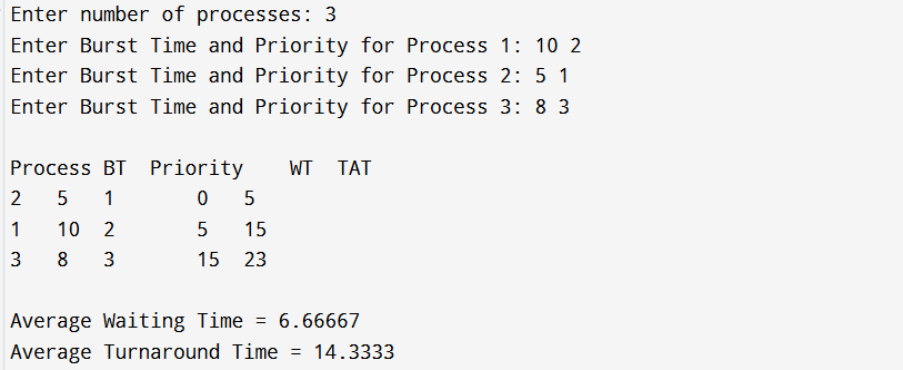 Enter number of processes: 3
Enter Burst Time and Priority for Process 1: 10 2
Enter Burst Time and Priority for Process 2: 5 1
Enter Burst Time and Priority for Process 3: 8 3
Process BT  Priority    WT  TAT
2   5   1       0   5
1   10  2       5   15
3   8   3       15  23
Average Waiting Time = 6.66667
Average Turnaround Time = 14.3333